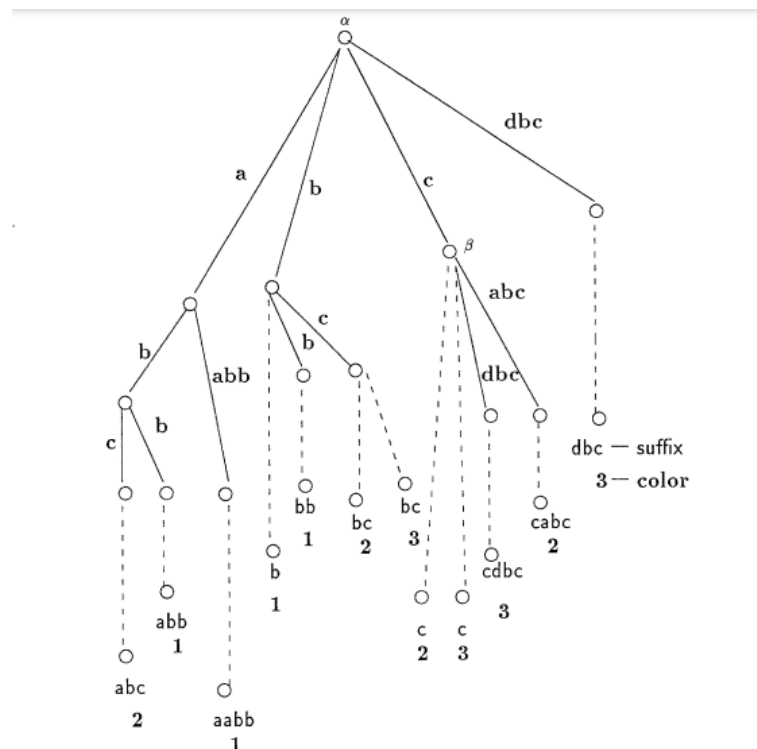 α
dbc
a
b
c
β
abc
c
b
b
abb
dbc
b
c
dbc — suffix
3 — color
bb
bc
bc
cabc
1
2
3
2
b
cdbc
1
3
abb
c
c
1
2
3
abc
2
aabb
1